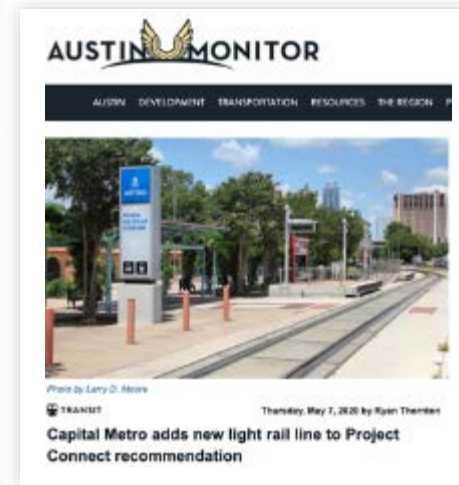 AUSTIN MONITOR
AUSTIN DEVELOPMENT TRANSPORTATION RESOURCES THE REGION
METRO
Photo by Larry D. Moore
TRANSIT Thursday, May 7, 2020 by Ryan Thornton
Capital Metro adds new light rail line to Project
Connect recommendation